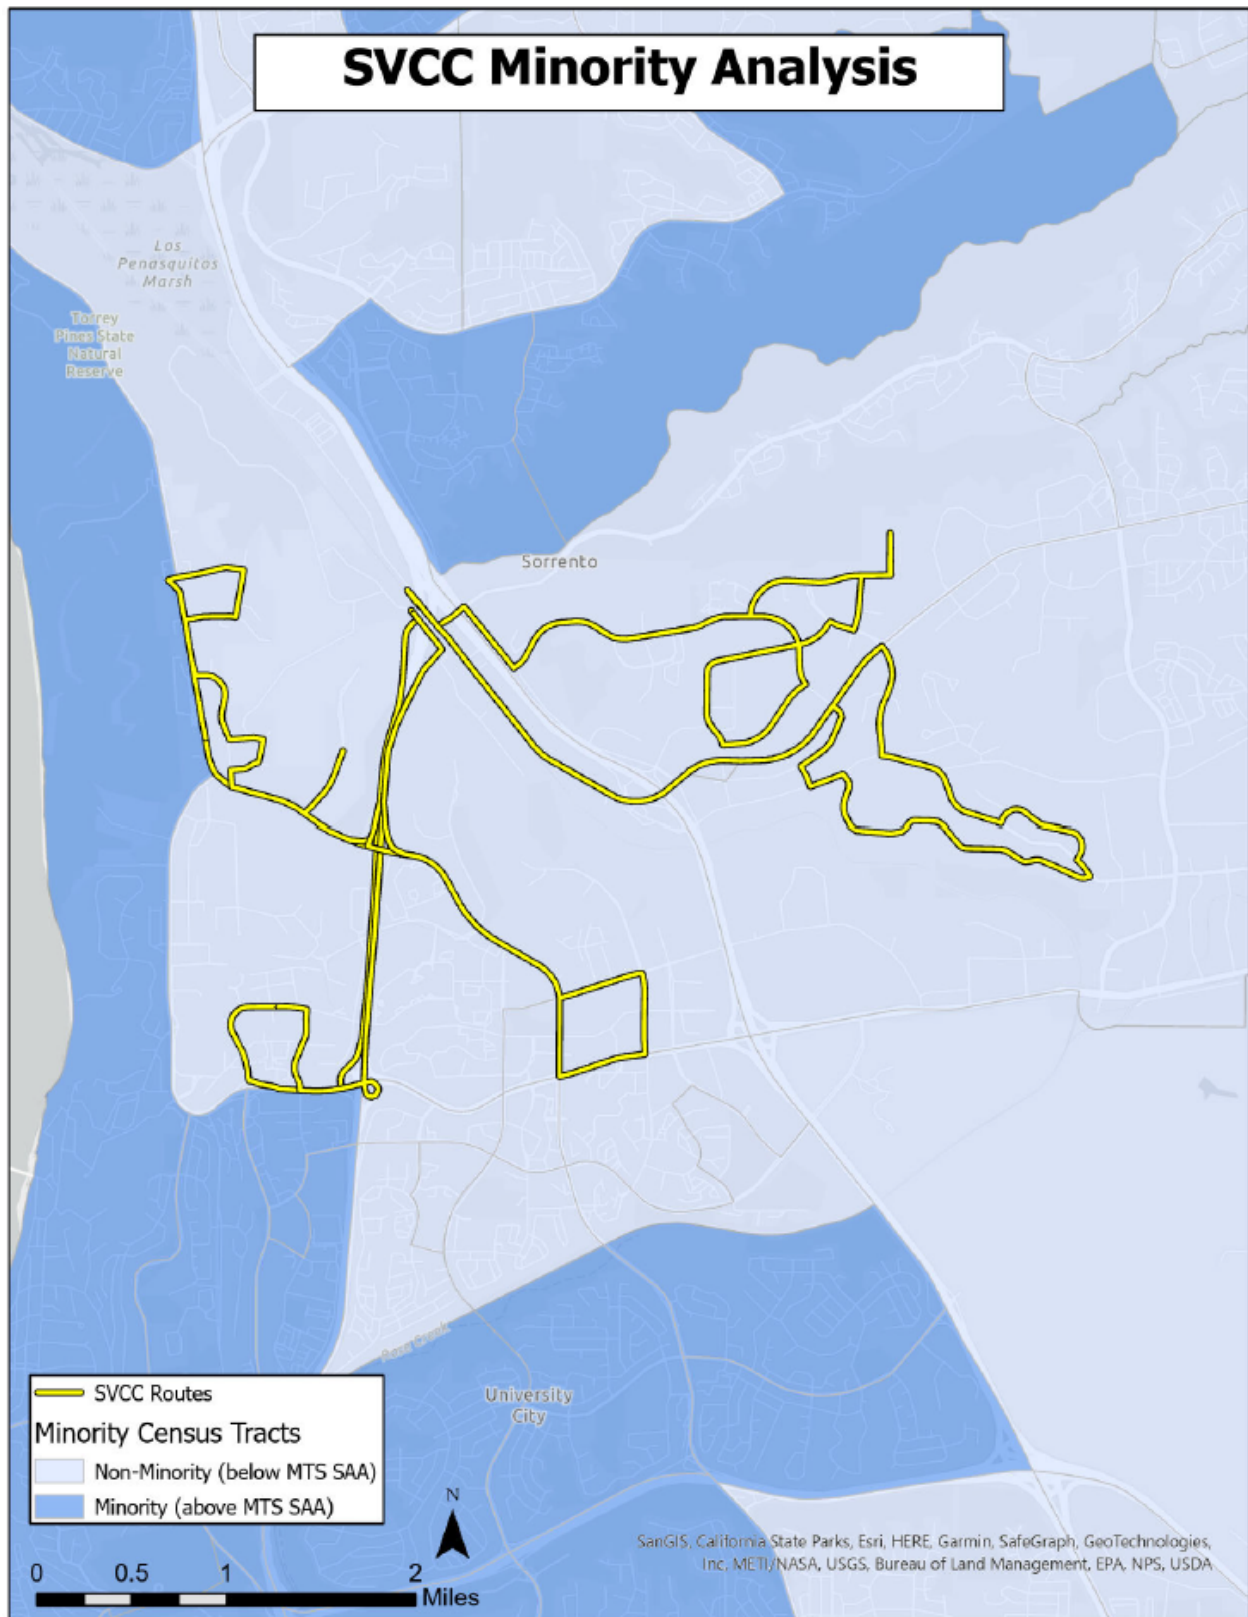 SVCC Minority Analysis
Los
Penasquitos
Marsh
Torrey
Pines State
Natural
Reserve
Sorrento
Rose Creek
University
City
SVCC Routes
Minority Census Tracts
Non-Minority (below MTS SAA)
Minority (above MTS SAA)
N
0 0.5 1 2
Miles
SanGIS, California State Parks, Esri, HERE, Garmin, SafeGraph, GeoTechnologies,
Inc, METI/NASA, USGS, Bureau of Land Management, EPA, NPS, USDA